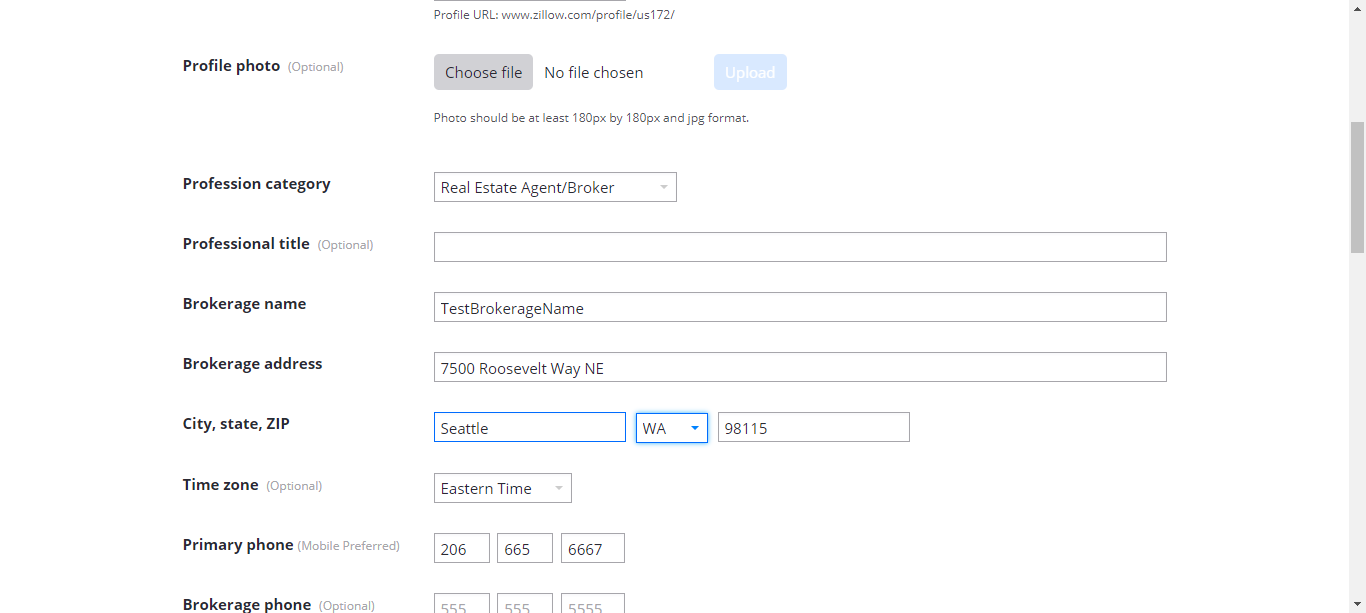 Profile URL: www.zillow.com/profile/us172/
Profile photo (Optional)
Choose file No file chosen Upload
Photo should be at least 180px by 180px and jpg format.
Profession category Real Estate Agent/Broker
Professional title (Optional)
Brokerage name TestBrokerageName
Brokerage address 7500 Roosevelt Way NE
City, state, ZIP Seattle WA 98115
Time zone (Optional) Eastern Time
Primary phone (Mobile Preferred) 206 665 6667
Brokerage phone (Optional) 555 555 5555